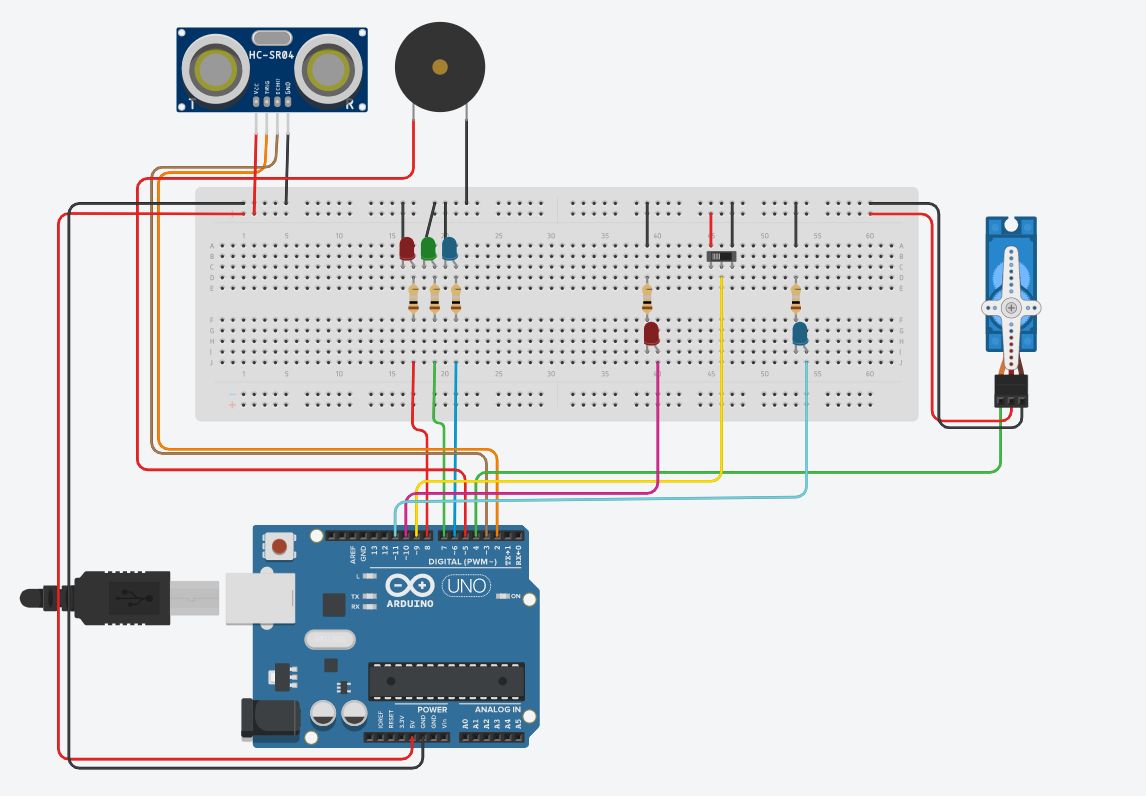 HC-SR04
VCC
TRIG
ECHO
GND
T
R
1 5 10 15 20 25 30 35 40 45 50 55 60
A A
B B
C C
D D
E E
F F
G G
H H
I I
J J
1 5 10 15 20 25 30 35 40 45 50 55 60
AREF
GND
13
12
~11
~10
~9
8
7
~6
~5
4
~3
2
TX→1
RX←0
DIGITAL (PWM~)
L
TX
RX
ARDUINO
UNO
ON
POWER
ANALOG IN
IOREF
RESET
3.3V
5V
GND
GND
Vin
A0
A1
A2
A3
A4
A5